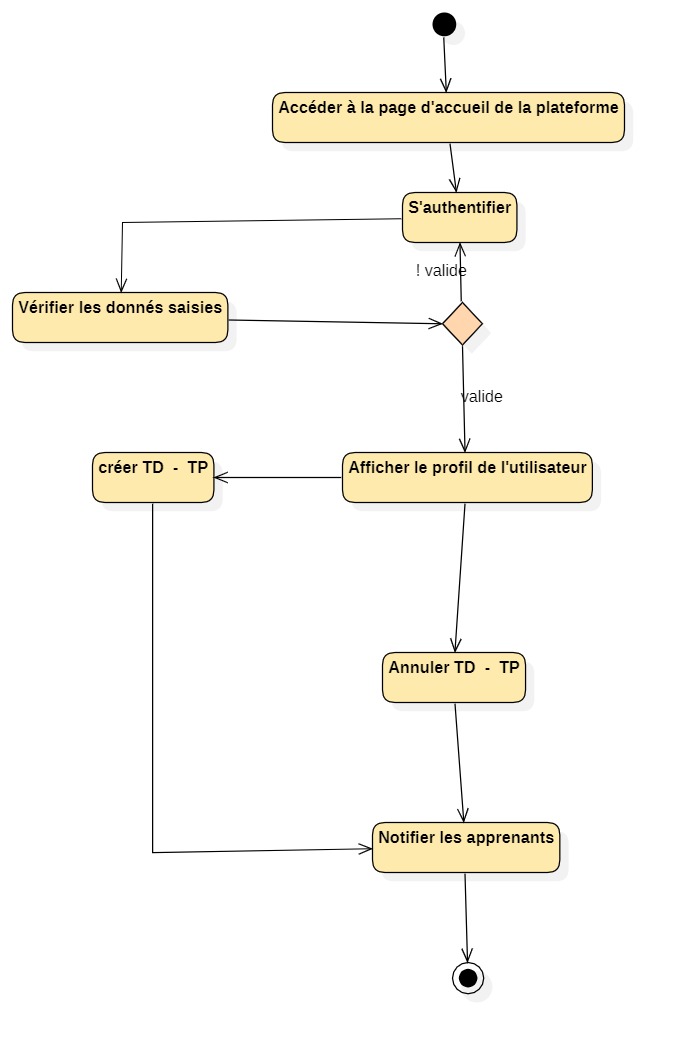 Accéder à la page d'accueil de la plateforme
S'authentifier
! valide
Vérifier les donnés saisies
valide
créer TD - TP
Afficher le profil de l'utilisateur
Annuler TD - TP
Notifier les apprenants